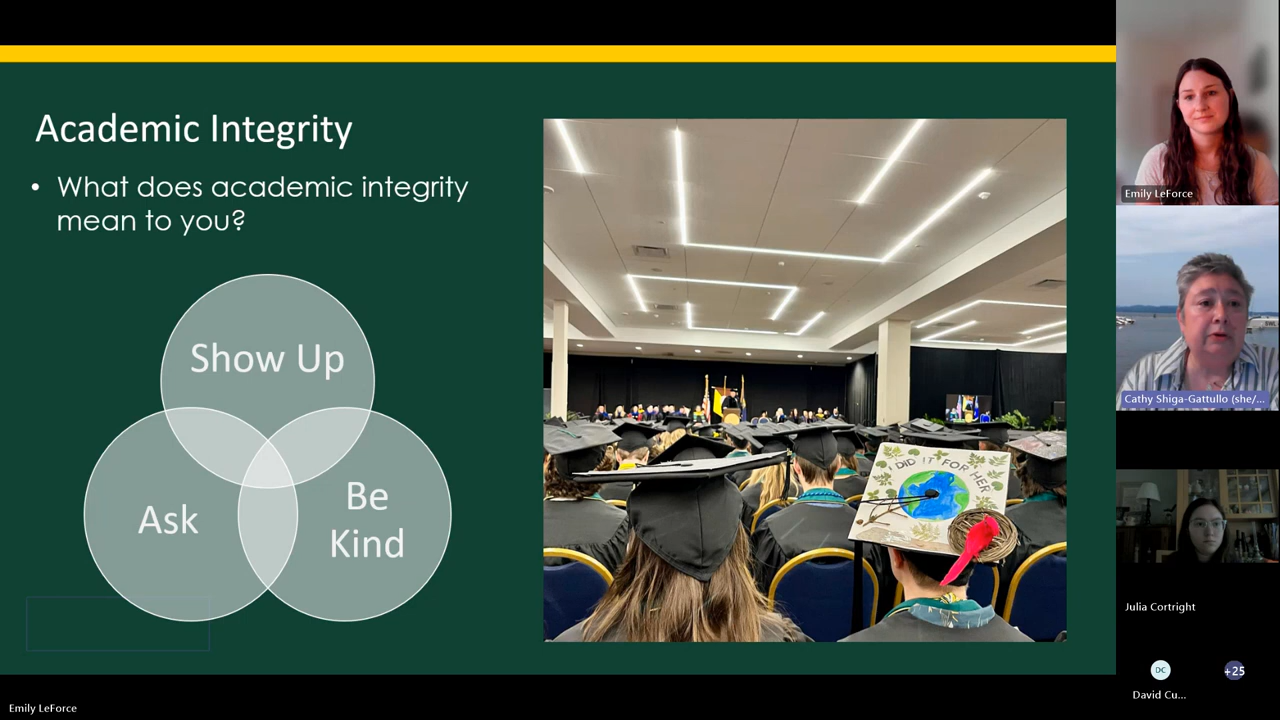 Academic Integrity
• What does academic integrity
mean to you?
Show Up
Ask
Be
Kind
I DID IT FOR HER
Emily LeForce
Cathy Shiga-Gattullo (she/...
Julia Cortright
DC
+25
David Cu...
Emily LeForce